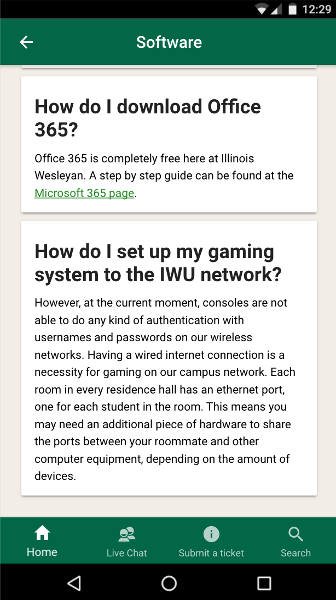 12:29
Software
How do I download Office
365?
Office 365 is completely free here at Illinois
Wesleyan. A step by step guide can be found at the
Microsoft 365 page.
How do I set up my gaming
system to the IWU network?
However, at the current moment, consoles are not
able to do any kind of authentication with
usernames and passwords on our wireless
networks. Having a wired internet connection is a
necessity for gaming on our campus network. Each
room in every residence hall has an ethernet port,
one for each student in the room. This means you
may need an additional piece of hardware to share
the ports between your roommate and other
computer equipment, depending on the amount of
devices.
Home Live Chat Submit a ticket Search